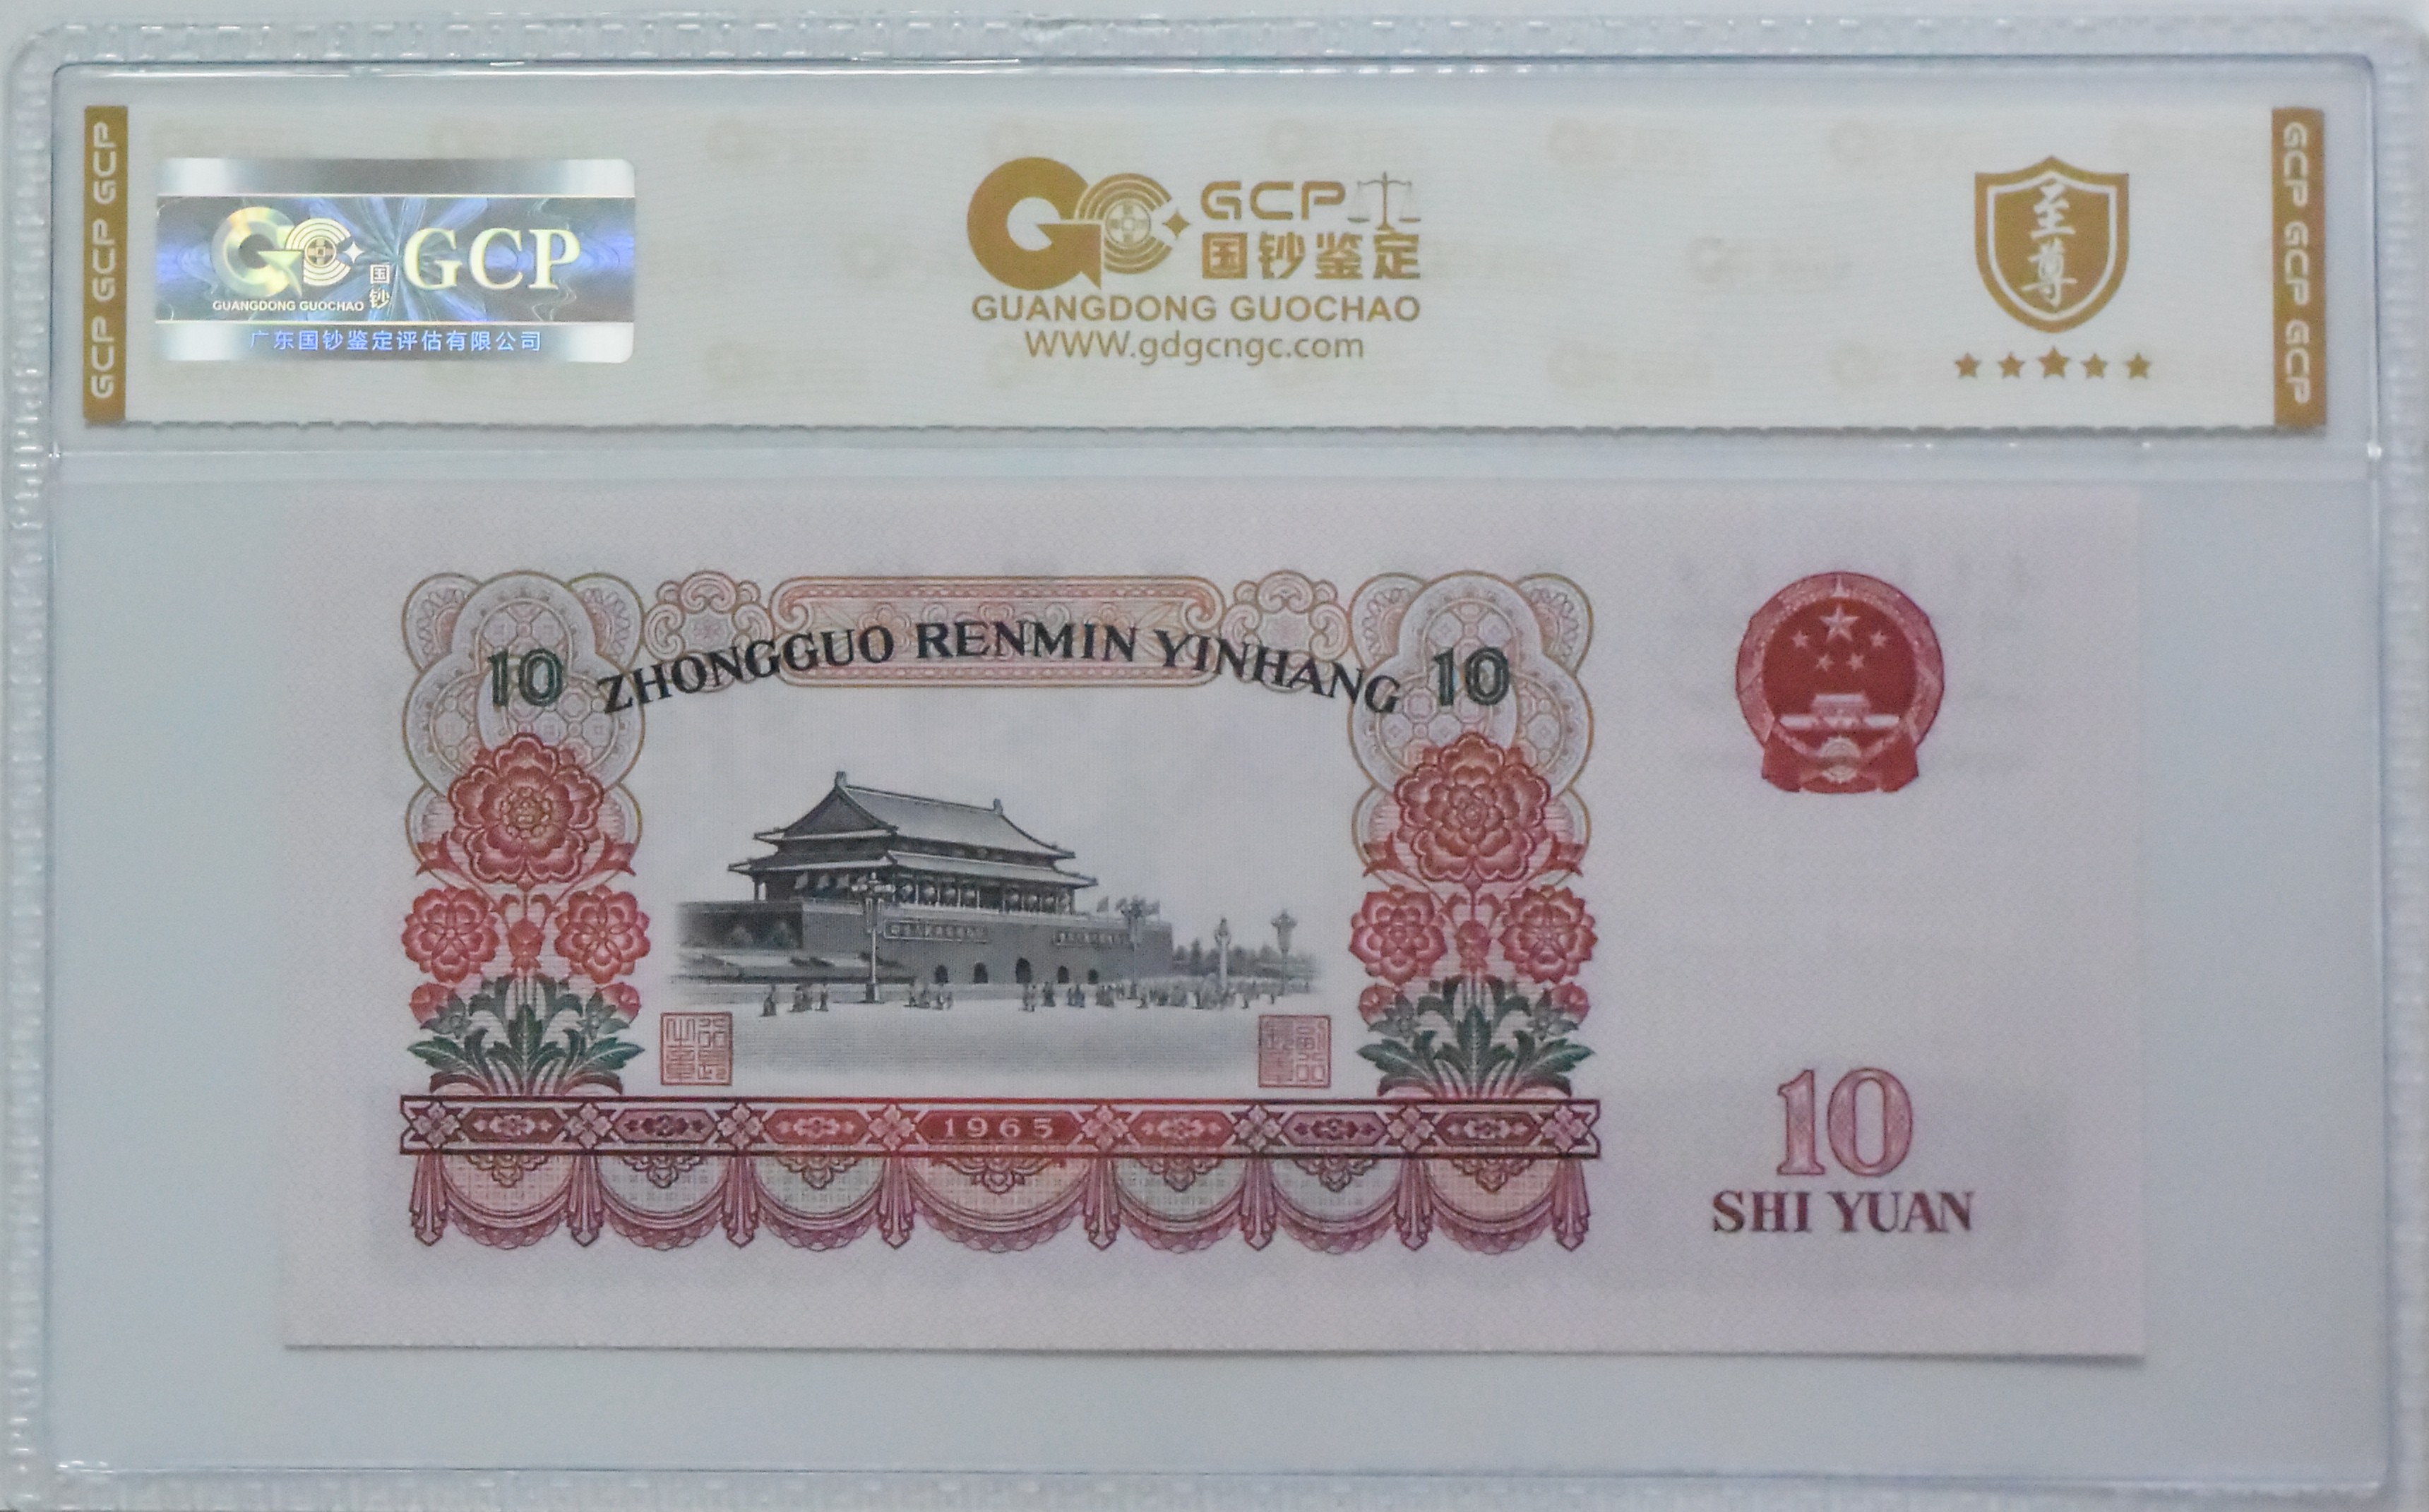 GCP GCP GCP
GCP
国钞
GUANGDONG GUOCHAO
广东国钞鉴定评估有限公司
GCP
国钞鉴定
GUANGDONG GUOCHAO
WWW.gdgcngc.com
至尊
GCP GCP GCP
10 ZHONGGUO RENMIN YINHANG 10
1965
10
SHI YUAN